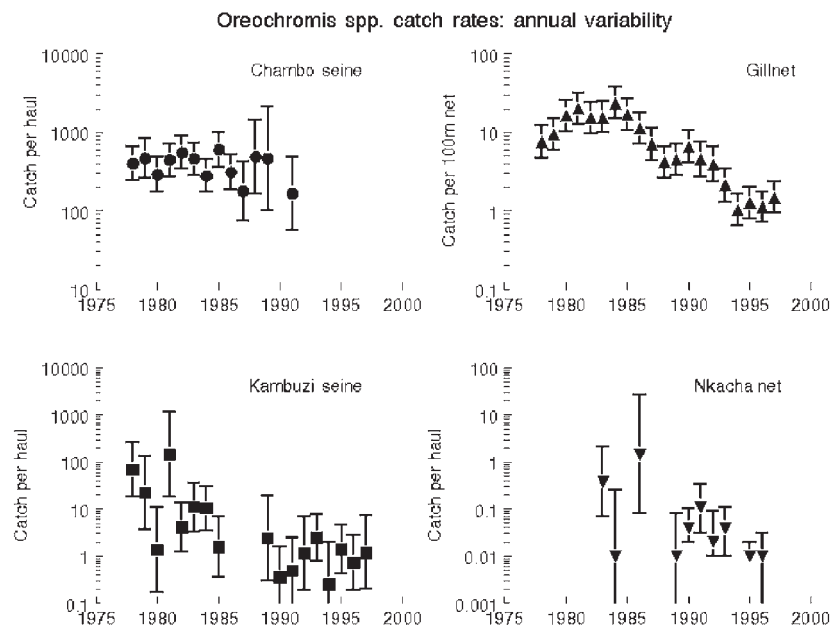 Oreochromis spp. catch rates: annual variability
Chambo seine
Catch per haul
10000
1000
100
10
1975 1980 1985 1990 1995 2000
Gillnet
Catch per 100m net
100
10
1
0.1
1975 1980 1985 1990 1995 2000
Kambuzi seine
Catch per haul
10000
1000
100
10
1
0.1
1975 1980 1985 1990 1995 2000
Nkacha net
Catch per haul
100
10
1
0.1
0.01
0.001
1975 1980 1985 1990 1995 2000